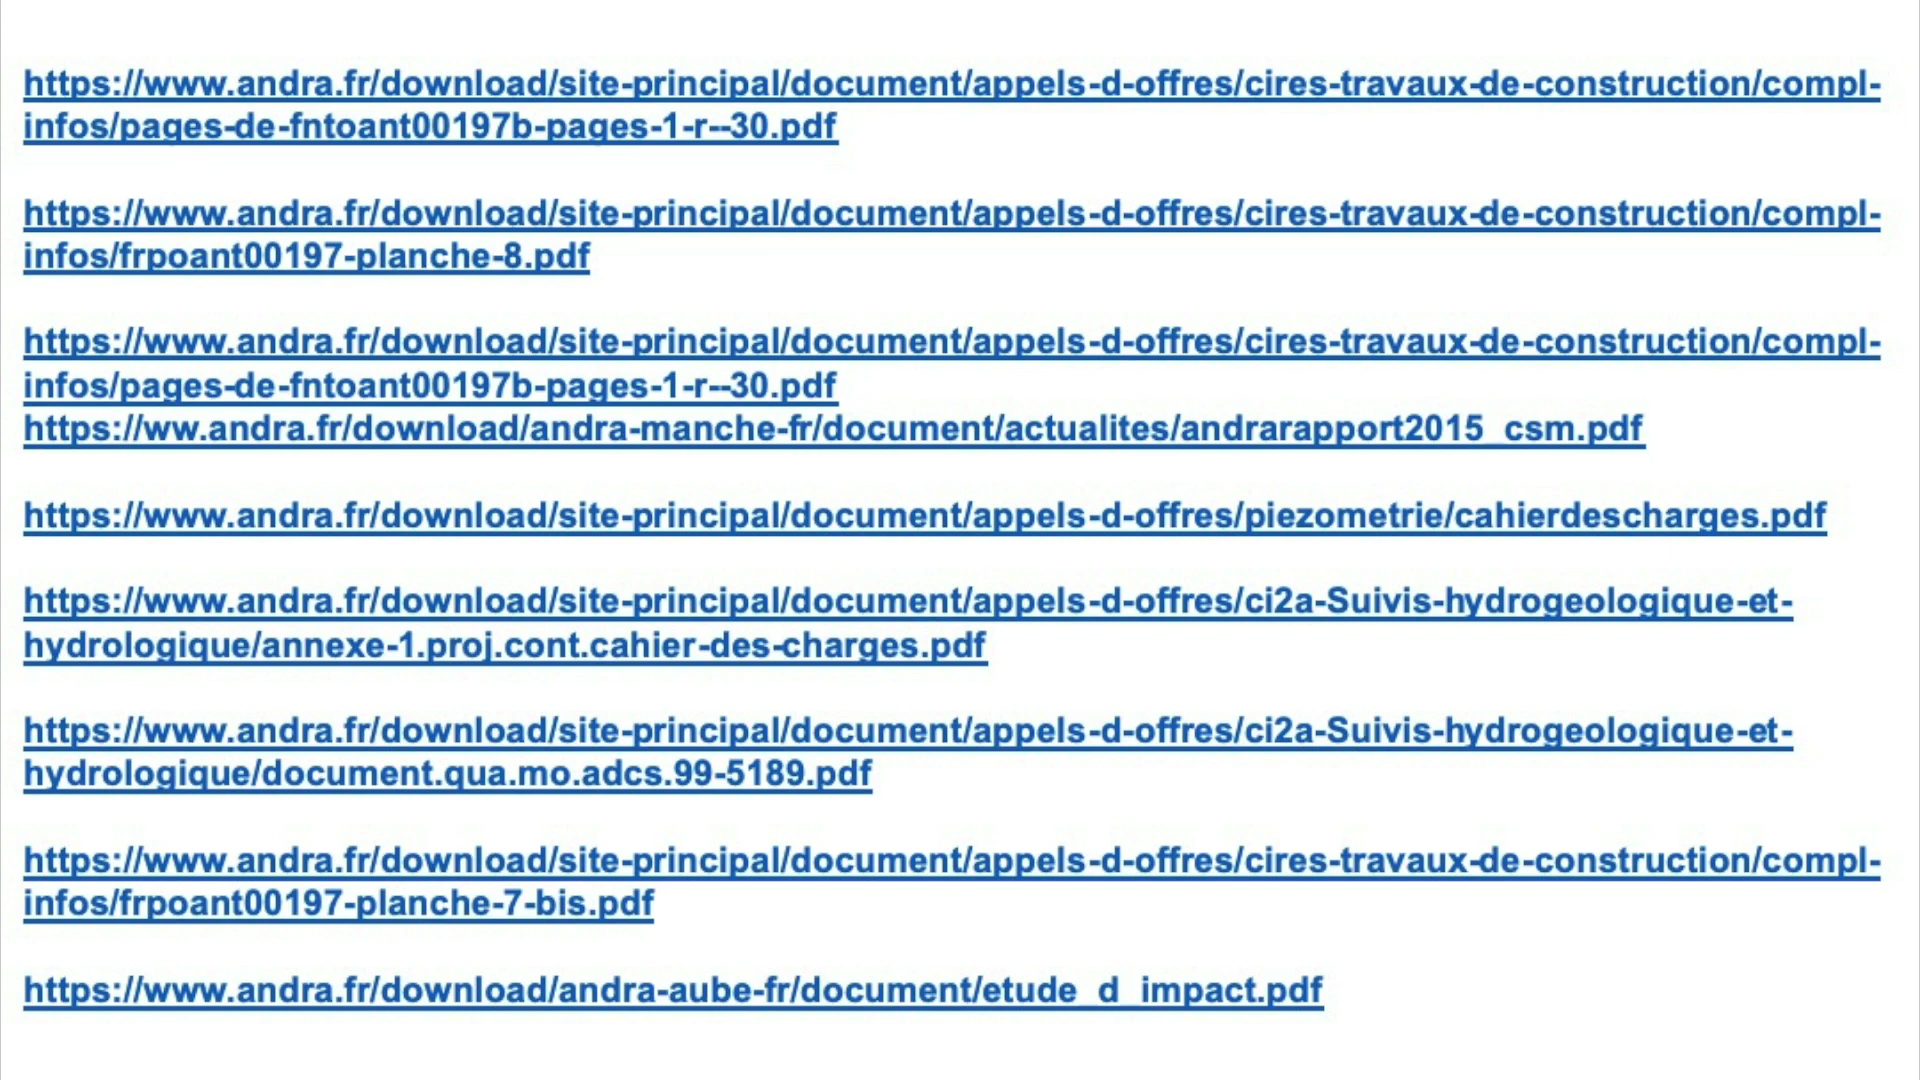 https://www.andra.fr/download/site-principal/document/appels-d-offres/cires-travaux-de-construction/compl-
infos/pages-de-fntoant00197b-pages-1-r--30.pdf
https://www.andra.fr/download/site-principal/document/appels-d-offres/cires-travaux-de-construction/compl-
infos/frpoant00197-planche-8.pdf
https://www.andra.fr/download/site-principal/document/appels-d-offres/cires-travaux-de-construction/compl-
infos/pages-de-fntoant00197b-pages-1-r--30.pdf
https://ww.andra.fr/download/andra-manche-fr/document/actualites/andrarapport2015_csm.pdf
https://www.andra.fr/download/site-principal/document/appels-d-offres/piezometrie/cahierdescharges.pdf
https://www.andra.fr/download/site-principal/document/appels-d-offres/ci2a-Suivis-hydrogeologique-et-
hydrologique/annexe-1.proj.cont.cahier-des-charges.pdf
https://www.andra.fr/download/site-principal/document/appels-d-offres/ci2a-Suivis-hydrogeologique-et-
hydrologique/document.qua.mo.adcs.99-5189.pdf
https://www.andra.fr/download/site-principal/document/appels-d-offres/cires-travaux-de-construction/compl-
infos/frpoant00197-planche-7-bis.pdf
https://www.andra.fr/download/andra-aube-fr/document/etude_d_impact.pdf